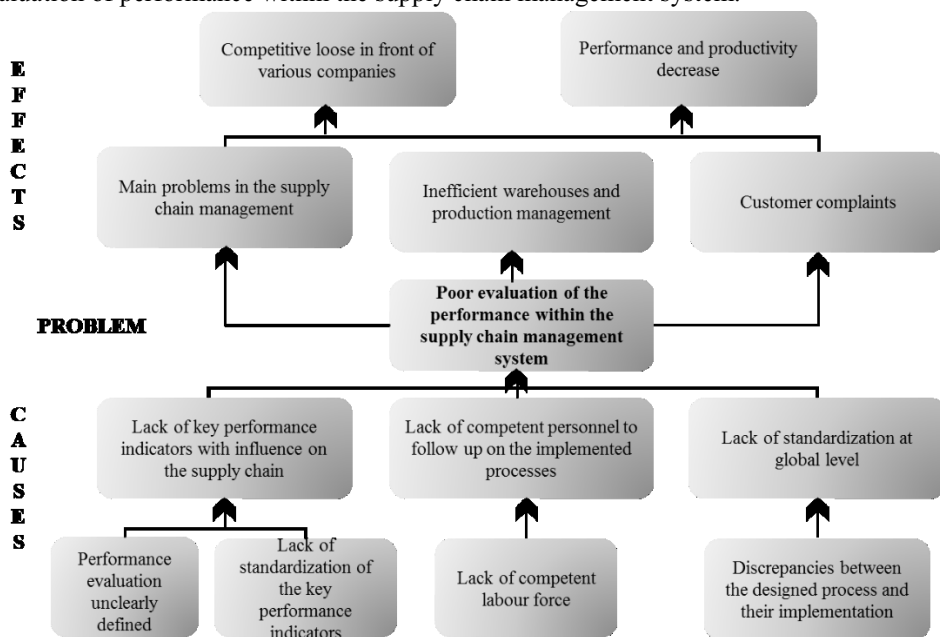 aluation of performance within the supply chain management system.
EFFECTS
Competitive loose in front of
various companies
Performance and productivity
decrease
Main problems in the supply
chain management
Inefficient warehouses and
production management
Customer complaints
PROBLEM
Poor evaluation of the
performance within the
supply chain management
system
CAUSES
Lack of key performance
indicators with influence on
the supply chain
Lack of competent personnel to
follow up on the implemented
processes
Lack of standardization at
global level
Performance
evaluation
unclearly
defined
Lack of
standardization of
the key
performance
indicators
Lack of competent
labour force
Discrepancies between
the designed process and
their implementation